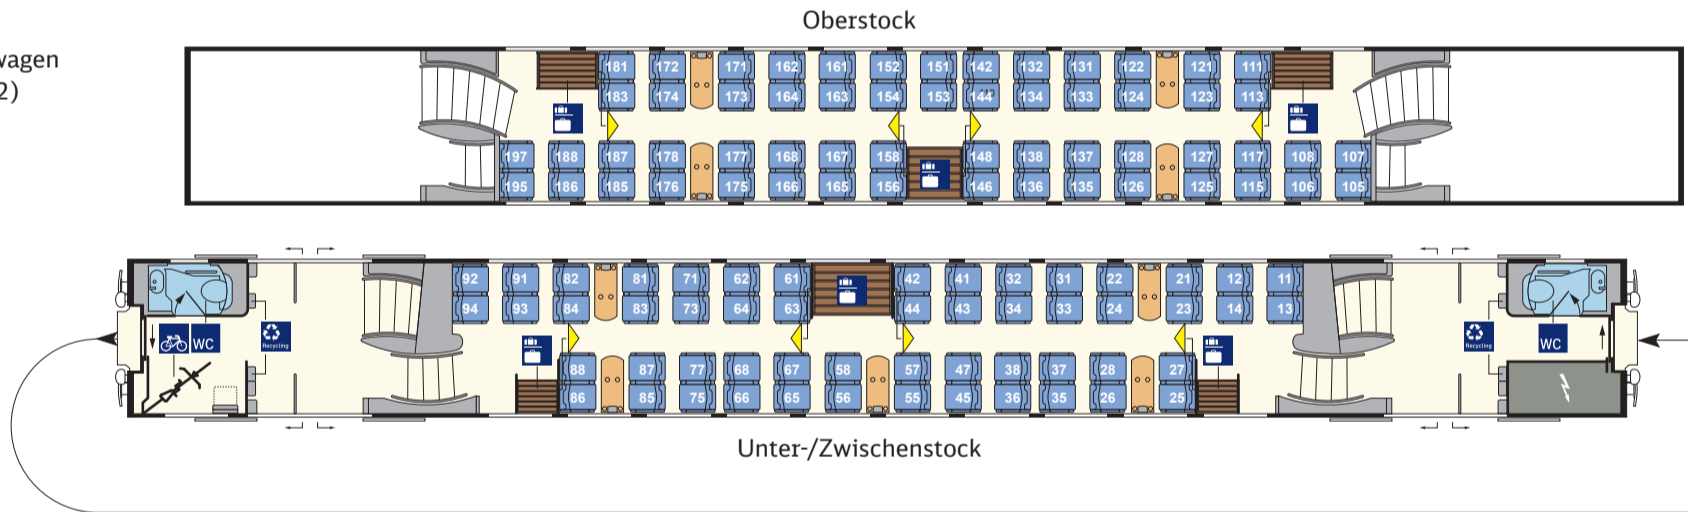 Oberstock
wagen
2)
181 172 171 162 161 152 151 142 132 131 122 121 111
183 174 173 164 163 154 153 144 134 133 124 123 113
197 188 187 178 177 168 167 158 148 138 137 128 127 117 108 107
195 186 185 176 175 166 165 156 146 136 135 126 125 115 106 105
92 91 82 81 71 62 61 42 41 32 31 22 21 12 11
94 93 84 83 73 64 63 44 43 34 33 24 23 14 13
WC Recycling Recycling WC
88 87 77 68 67 58 57 47 38 37 28 27
86 85 75 66 65 56 55 45 36 35 26 25
Unter-/Zwischenstock